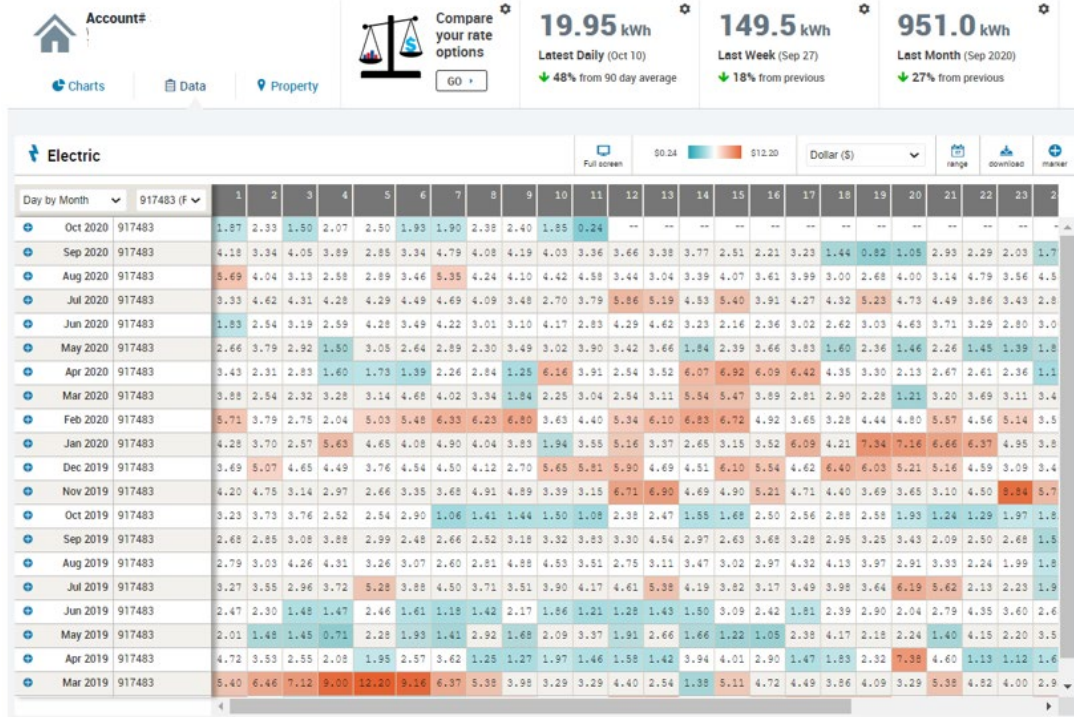 Account#
Compare your rate options
GO
19.95 kWh
Latest Daily (Oct 10)
48% from 90 day average
149.5 kWh
Last Week (Sep 27)
18% from previous
951.0 kWh
Last Month (Sep 2020)
27% from previous
Charts Data Property
Electric
Full screen
$0.24 $12.20
Dollar ($)
range download marker
Day by Month 917483 (F 1 2 3 4 5 6 7 8 9 10 11 12 13 14 15 16 17 18 19 20 21 22 23
Oct 2020 917483 1.87 2.33 1.50 2.07 2.50 1.93 1.90 2.38 2.40 1.85 0.24 -- -- -- -- -- -- -- -- -- -- -- --
Sep 2020 917483 4.18 3.34 4.05 3.89 2.85 3.34 4.79 4.08 4.19 4.03 3.36 3.66 3.38 3.77 2.51 2.21 3.23 1.44 0.82 1.05 2.93 2.29 2.03 1.7
Aug 2020 917483 5.69 4.04 3.13 2.58 2.89 3.46 5.35 4.24 4.10 4.42 4.58 3.44 3.04 3.39 4.07 3.61 3.99 3.00 2.68 4.00 3.14 4.79 3.56 4.5
Jul 2020 917483 3.33 4.62 4.31 4.28 4.29 4.49 4.69 4.09 3.48 2.70 3.79 5.86 5.19 4.53 5.40 3.91 4.27 4.32 5.23 4.73 4.49 3.86 3.43 2.8
Jun 2020 917483 1.83 2.54 3.19 2.59 4.28 3.49 4.22 3.01 3.10 4.17 2.83 4.29 4.62 3.23 2.16 2.36 3.02 2.62 3.03 4.63 3.71 3.29 2.80 3.0
May 2020 917483 2.66 3.79 2.92 1.50 3.05 2.64 2.89 2.30 3.49 3.02 3.90 3.42 3.66 1.84 2.39 3.66 3.83 1.60 2.36 1.46 2.26 1.45 1.39 1.8
Apr 2020 917483 3.43 2.31 2.83 1.60 1.73 1.39 2.26 2.84 1.25 6.16 3.91 2.54 3.52 6.07 6.92 6.09 6.42 4.35 3.30 2.13 2.67 2.61 2.36 1.1
Mar 2020 917483 3.88 2.54 2.32 3.28 3.14 4.68 4.02 3.34 1.84 2.25 3.04 2.54 3.11 5.54 5.47 3.89 2.81 2.90 2.28 1.21 3.20 3.69 3.11 3.4
Feb 2020 917483 5.71 3.79 2.75 2.04 5.03 5.48 6.33 6.23 6.80 3.63 4.40 5.34 6.10 6.83 6.72 4.92 3.65 3.28 4.44 4.80 5.57 4.56 5.14 3.5
Jan 2020 917483 4.28 3.70 2.57 5.63 4.65 4.08 4.90 4.04 3.83 1.94 3.55 5.16 3.37 2.65 3.15 3.52 6.09 4.21 7.34 7.16 6.66 6.37 4.95 3.8
Dec 2019 917483 3.69 5.07 4.65 4.49 3.76 4.54 4.50 4.12 2.70 5.65 5.81 5.90 4.69 4.51 6.10 5.54 4.62 6.40 6.03 5.21 5.16 4.59 3.09 3.4
Nov 2019 917483 4.20 4.75 3.14 2.97 2.66 3.35 3.68 4.91 4.89 3.39 3.15 6.71 6.90 4.69 4.90 5.21 4.71 4.40 3.69 3.65 3.10 4.50 8.84 5.7
Oct 2019 917483 3.23 3.73 3.76 2.52 2.54 2.90 1.06 1.41 1.44 1.50 1.08 2.38 2.47 1.55 1.68 2.50 2.56 2.88 2.58 1.93 1.24 1.29 1.97 1.8
Sep 2019 917483 2.68 2.85 3.08 3.88 2.99 2.48 2.66 2.52 3.18 3.32 3.83 3.30 4.54 2.97 2.63 3.68 3.28 2.95 3.25 3.43 2.09 2.50 2.68 1.5
Aug 2019 917483 2.79 3.03 4.26 4.31 3.26 3.07 2.60 2.81 4.88 4.53 3.51 2.75 3.11 3.47 3.02 2.97 4.32 4.13 3.97 2.91 3.33 2.24 1.99 1.8
Jul 2019 917483 3.27 3.55 2.96 3.72 5.28 3.88 4.50 3.71 3.51 3.90 4.17 4.61 5.38 4.19 3.82 3.17 3.49 3.98 3.64 6.19 5.62 2.13 2.23 1.9
Jun 2019 917483 2.47 2.30 1.48 1.47 2.46 1.61 1.18 1.42 2.17 1.86 1.21 1.28 1.43 1.50 3.09 2.42 1.81 2.39 2.90 2.04 2.79 4.35 3.60 2.6
May 2019 917483 2.01 1.48 1.45 0.71 2.28 1.93 1.41 2.92 1.68 2.09 3.37 1.91 2.66 1.66 1.22 1.05 2.38 4.17 2.18 2.24 1.40 4.15 2.20 3.5
Apr 2019 917483 4.72 3.53 2.55 2.08 1.95 2.57 3.62 1.25 1.27 1.97 1.46 1.58 1.42 3.94 4.01 2.90 1.47 1.83 2.32 7.38 4.60 1.13 1.12 1.6
Mar 2019 917483 5.40 6.46 7.12 9.00 12.20 9.16 6.37 5.38 3.98 3.29 3.29 4.40 2.54 1.38 5.11 4.72 4.49 3.86 4.09 3.29 5.38 4.82 4.00 2.9